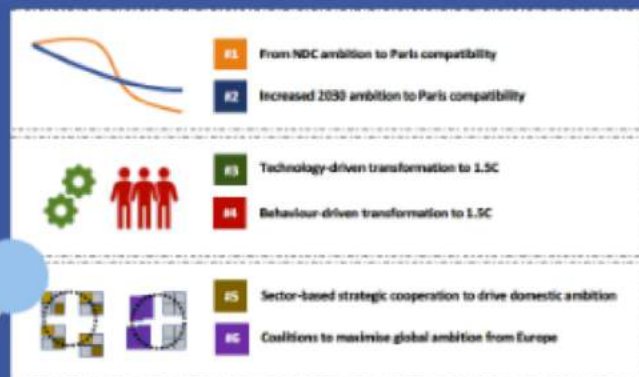 #1 From NDC ambition to Paris compatibility
#2 Increased 2030 ambition to Paris compatibility
#3 Technology-driven transformation to 1.5C
#4 Behaviour-driven transformation to 1.5C
#5 Sector-based strategic cooperation to drive domestic ambition
#6 Coalitions to maximise global ambition from Europe